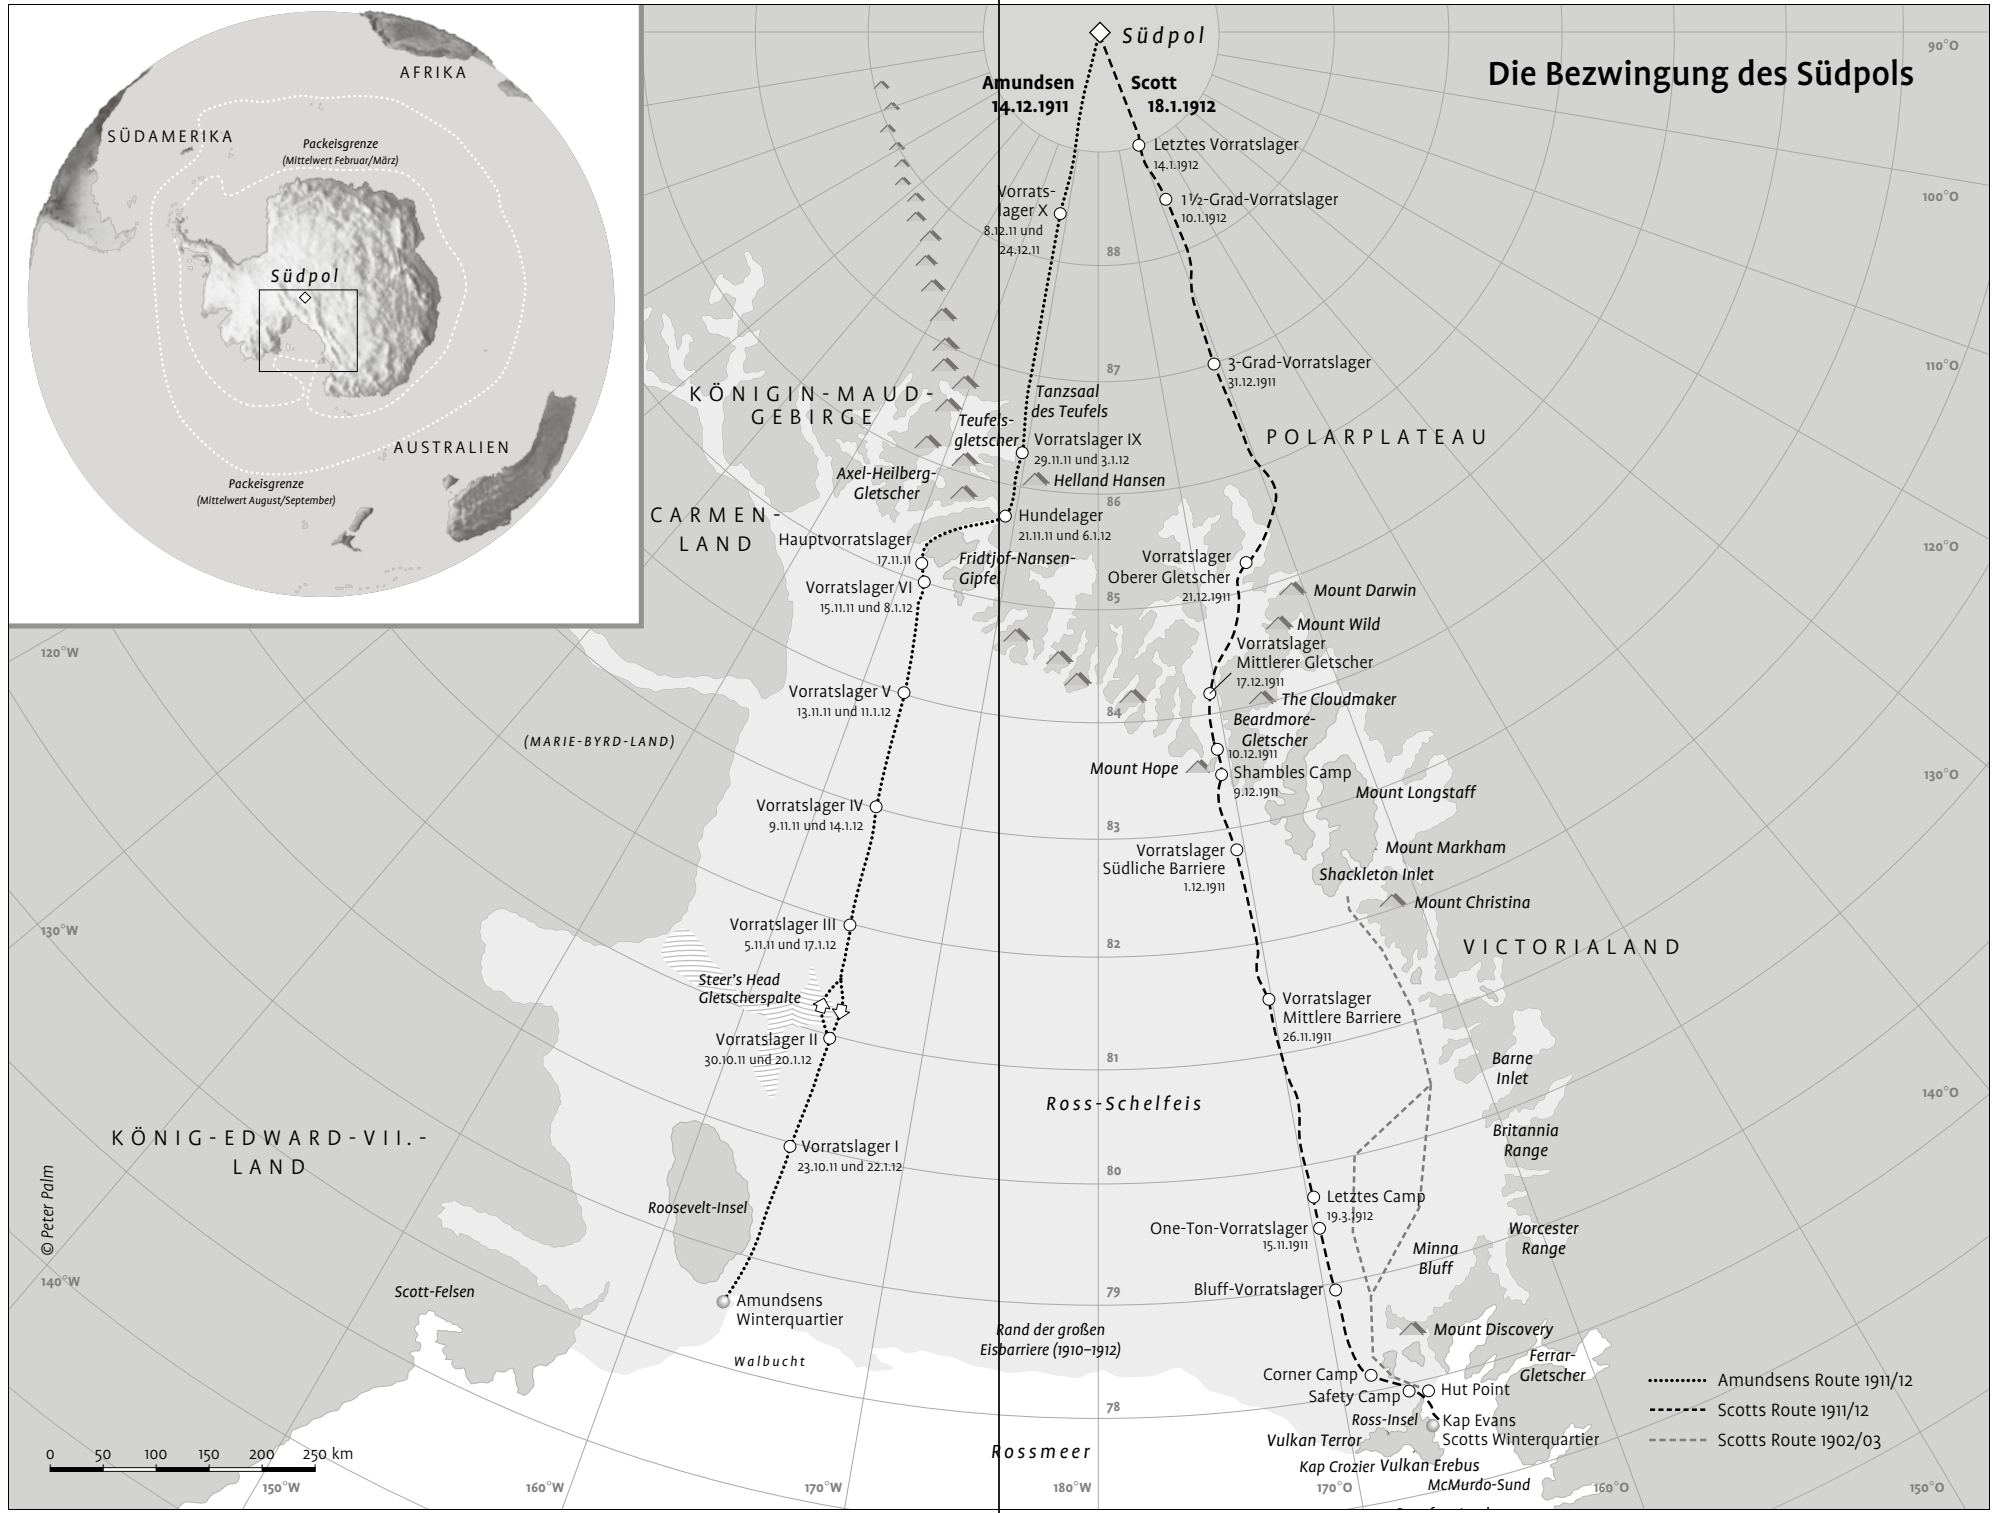 Die Bezwingung des Südpols
AFRIKA
SÜDAMERIKA
Packeisgrenze
(Mittelwert Februar/März)
Südpol
AUSTRALIEN
Packeisgrenze
(Mittelwert August/September)
Südpol
Amundsen
14.12.1911
Scott
18.1.1912
Letztes Vorratslager
14.1.1912
1½-Grad-Vorratslager
10.1.1912
Vorrats-
lager X
8.12.11 und
24.12.11
88
3-Grad-Vorratslager
31.12.1911
87
KÖNIGIN-MAUD-
GEBIRGE
Tanzsaal
des Teufels
Teufels-
gletscher
Vorratslager IX
29.11.11 und 3.1.12
Helland Hansen
Axel-Heilberg-
Gletscher
POLARPLATEAU
86
CARMEN-
LAND
Hundelager
21.11.11 und 6.1.12
Hauptvorratslager
17.11.11
Fridtjof-Nansen-
Gipfel
Vorratslager VI
15.11.11 und 8.1.12
Vorratslager
Oberer Gletscher
21.12.1911
85
Mount Darwin
Mount Wild
Vorratslager
Mittlerer Gletscher
17.12.1911
The Cloudmaker
Vorratslager V
13.11.11 und 11.1.12
84
Beardmore-
Gletscher
10.12.1911
(MARIE-BYRD-LAND)
Mount Hope
Shambles Camp
9.12.1911
Mount Longstaff
Vorratslager IV
9.11.11 und 14.1.12
83
Vorratslager
Südliche Barriere
1.12.1911
Mount Markham
Shackleton Inlet
Mount Christina
Vorratslager III
5.11.11 und 17.1.12
82
VICTORIALAND
Steer's Head
Gletscherspalte
Vorratslager
Mittlere Barriere
26.11.1911
Vorratslager II
30.10.11 und 20.1.12
81
Barne
Inlet
Ross-Schelfeis
Britannia
Range
KÖNIG-EDWARD-VII.-
LAND
Vorratslager I
23.10.11 und 22.1.12
80
Letztes Camp
19.3.1912
Roosevelt-Insel
One-Ton-Vorratslager
15.11.1911
Worcester
Range
Minna
Bluff
Scott-Felsen
Bluff-Vorratslager
79
Amundsens
Winterquartier
Rand der großen
Eisbarriere (1910–1912)
Mount Discovery
Walbucht
Ferrar-
Gletscher
Corner Camp
Safety Camp
Hut Point
78
Ross-Insel
Kap Evans
Scotts Winterquartier
Vulkan Terror
Rossmeer
Kap Crozier
Vulkan Erebus
McMurdo-Sund
Amundsens Route 1911/12
Scotts Route 1911/12
Scotts Route 1902/03
0 50 100 150 200 250 km
© Peter Palm
120°W
130°W
140°W
150°W
160°W
170°W
180°W
170°O
160°O
150°O
90°O
100°O
110°O
120°O
130°O
140°O